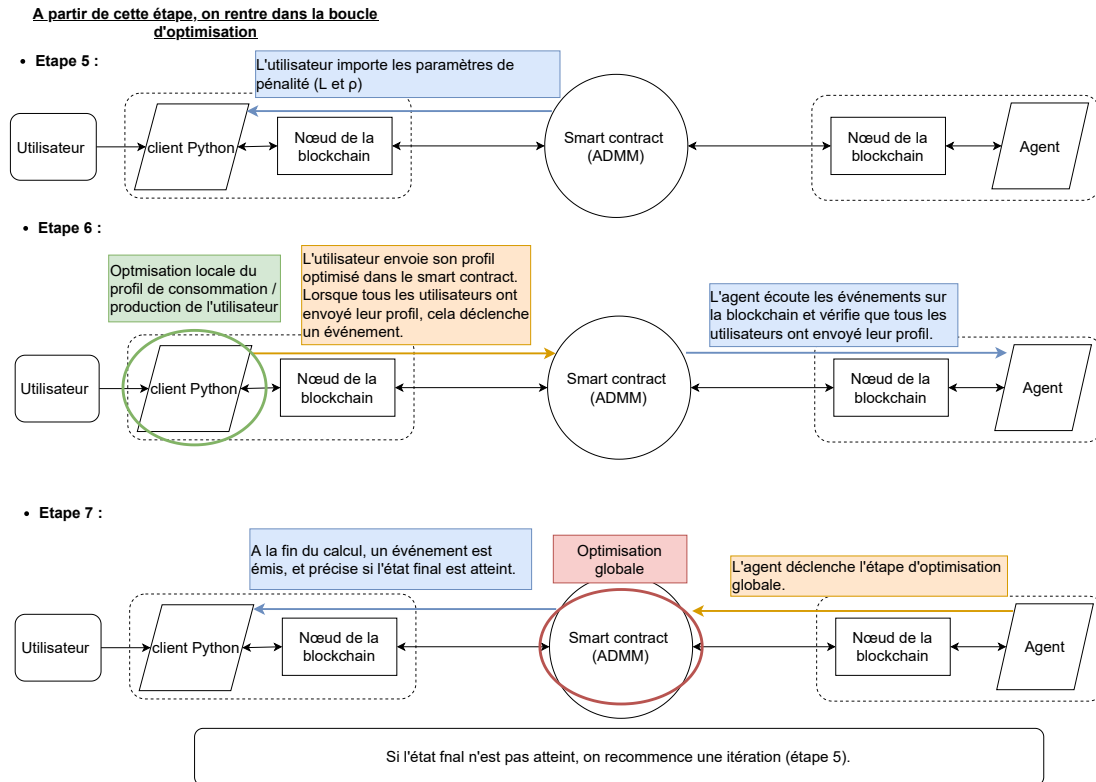 A partir de cette étape, on rentre dans la boucle
d'optimisation
• Etape 5 :
L'utilisateur importe les paramètres de
pénalité (L et ρ)
Utilisateur
client Python
Nœud de la
blockchain
Smart contract
(ADMM)
Nœud de la
blockchain
Agent
• Etape 6 :
Optmisation locale du
profil de consommation /
production de l'utilisateur
L'utilisateur envoie son profil
optimisé dans le smart contract.
Lorsque tous les utilisateurs ont
envoyé leur profil, cela déclenche
un événement.
L'agent écoute les événements sur
la blockchain et vérifie que tous les
utilisateurs ont envoyé leur profil.
Utilisateur
client Python
Nœud de la
blockchain
Smart contract
(ADMM)
Nœud de la
blockchain
Agent
• Etape 7 :
A la fin du calcul, un événement est
émis, et précise si l'état final est atteint.
Optimisation
globale
L'agent déclenche l'étape d'optimisation
globale.
Utilisateur
client Python
Nœud de la
blockchain
Smart contract
(ADMM)
Nœud de la
blockchain
Agent
Si l'état fnal n'est pas atteint, on recommence une itération (étape 5).